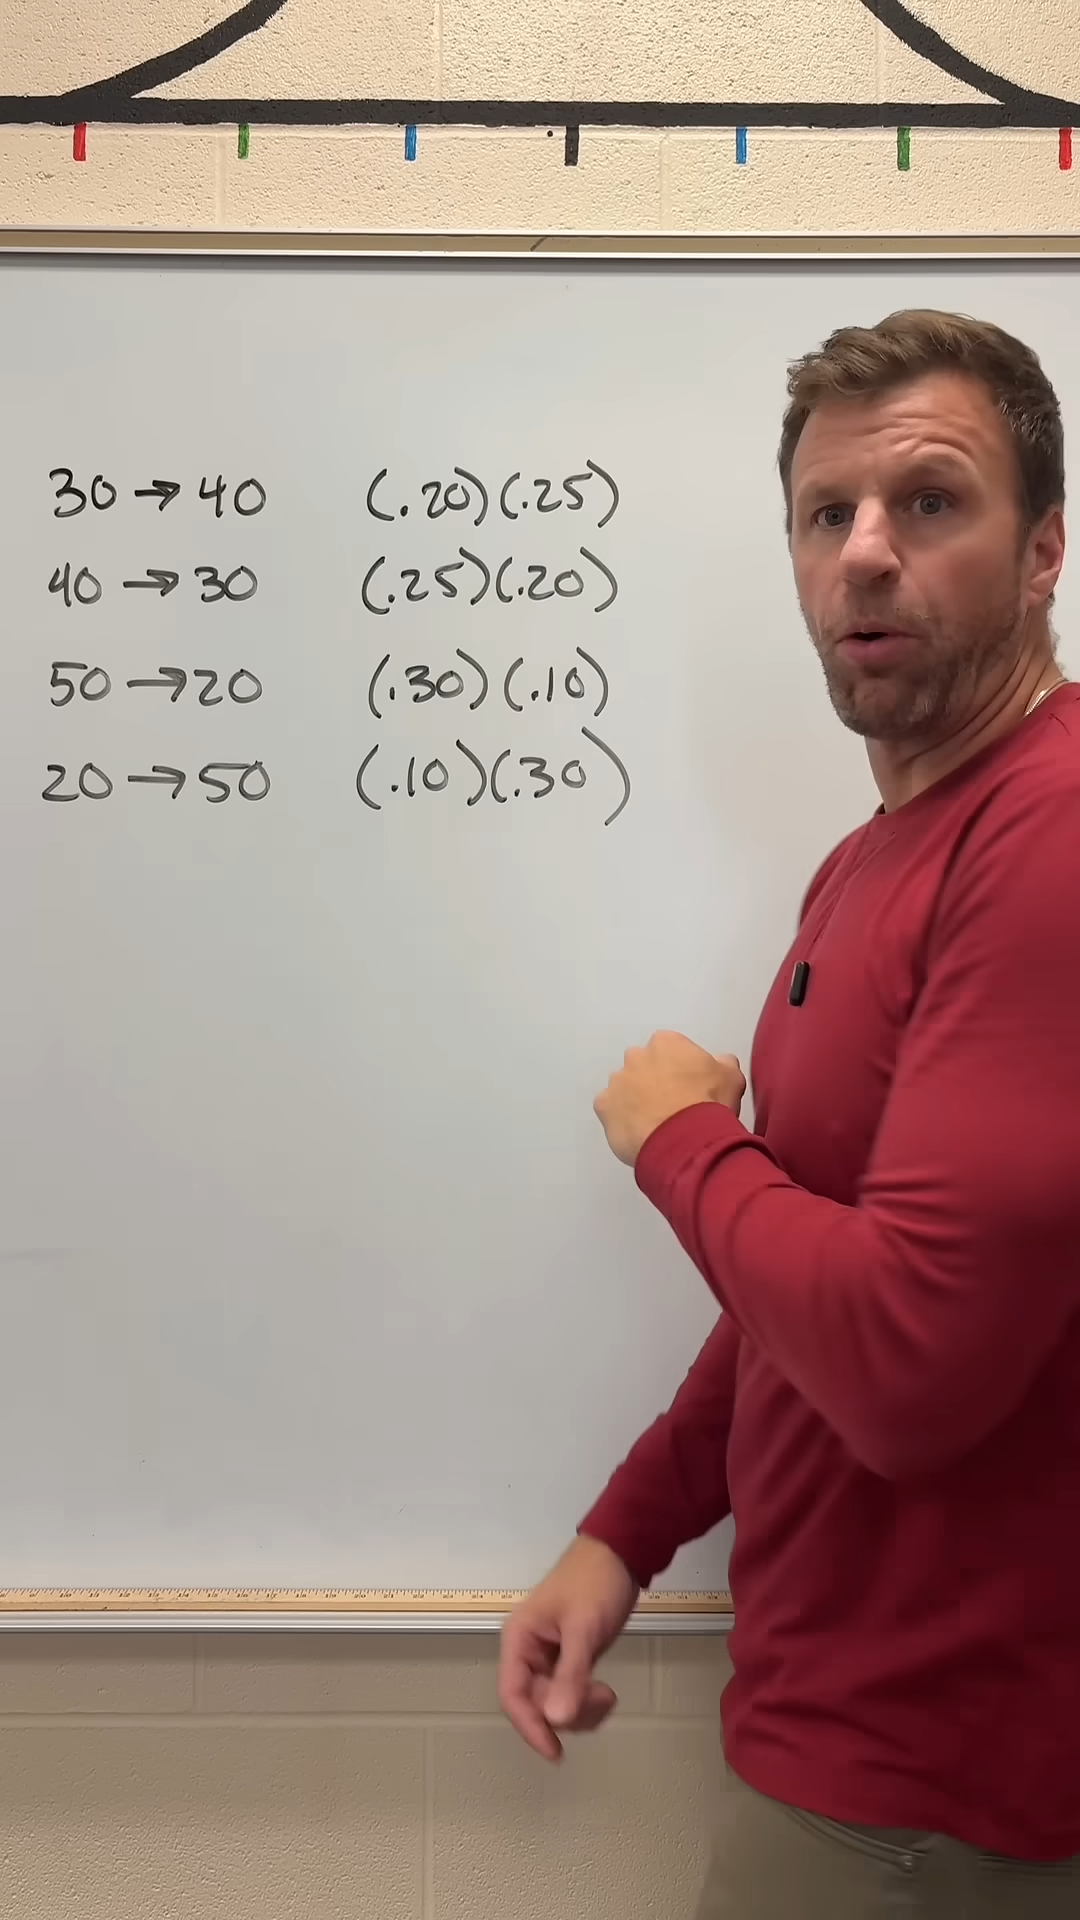 30 → 40 (.20)(.25)
40 → 30 (.25)(.20)
50 → 20 (.30)(.10)
20 → 50 (.10)(.30)